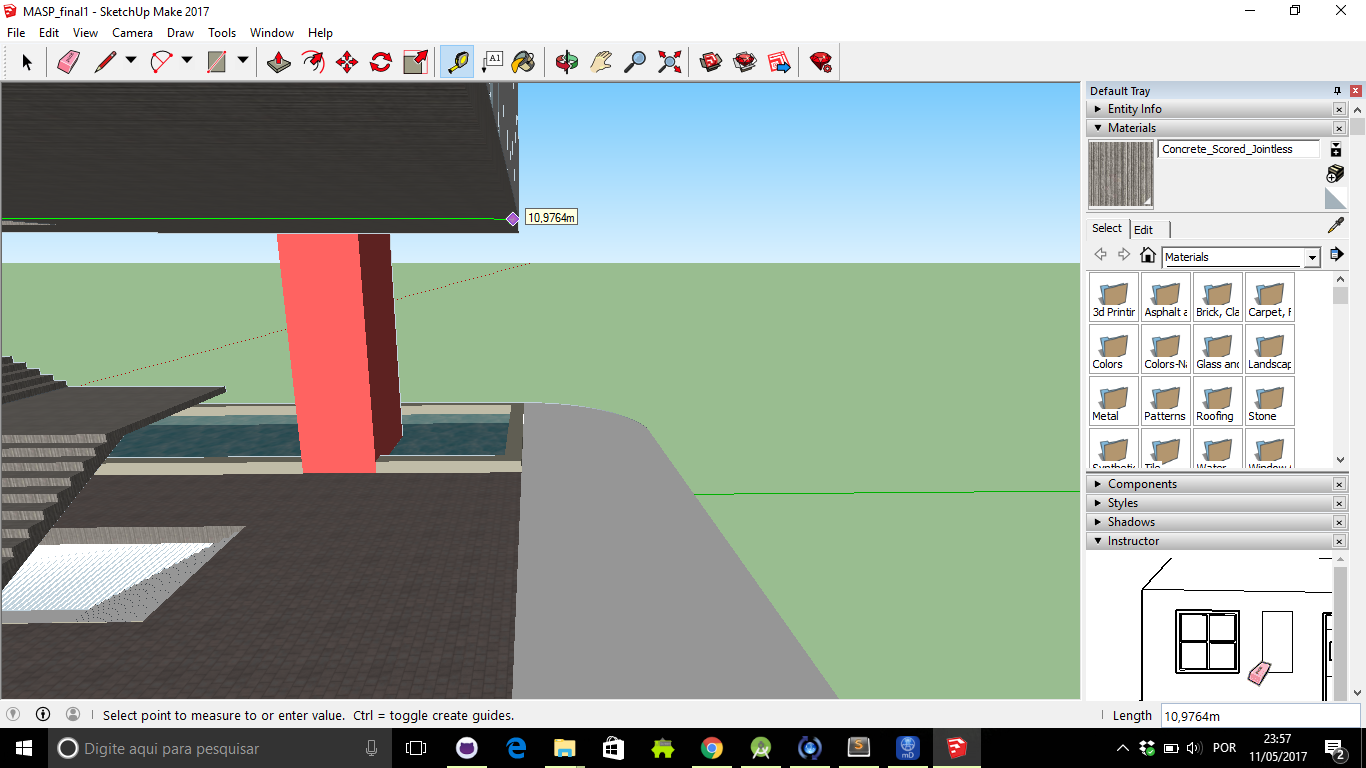 MASP_final1 - SketchUp Make 2017
File Edit View Camera Draw Tools Window Help
A1
Default Tray
Entity Info
Materials
Concrete_Scored_Jointless
10,9764m
Select Edit
Materials
3d Printir Asphalt a Brick, Cla Carpet, F
Colors Colors-Na Glass and Landscap
Metal Patterns Roofing Stone
Synthetic Tile Water Window
Components
Styles
Shadows
Instructor
Select point to measure to or enter value. Ctrl = toggle create guides.
Length 10,9764m
Digite aqui para pesquisar
S
mD
POR
23:57
11/05/2017
2